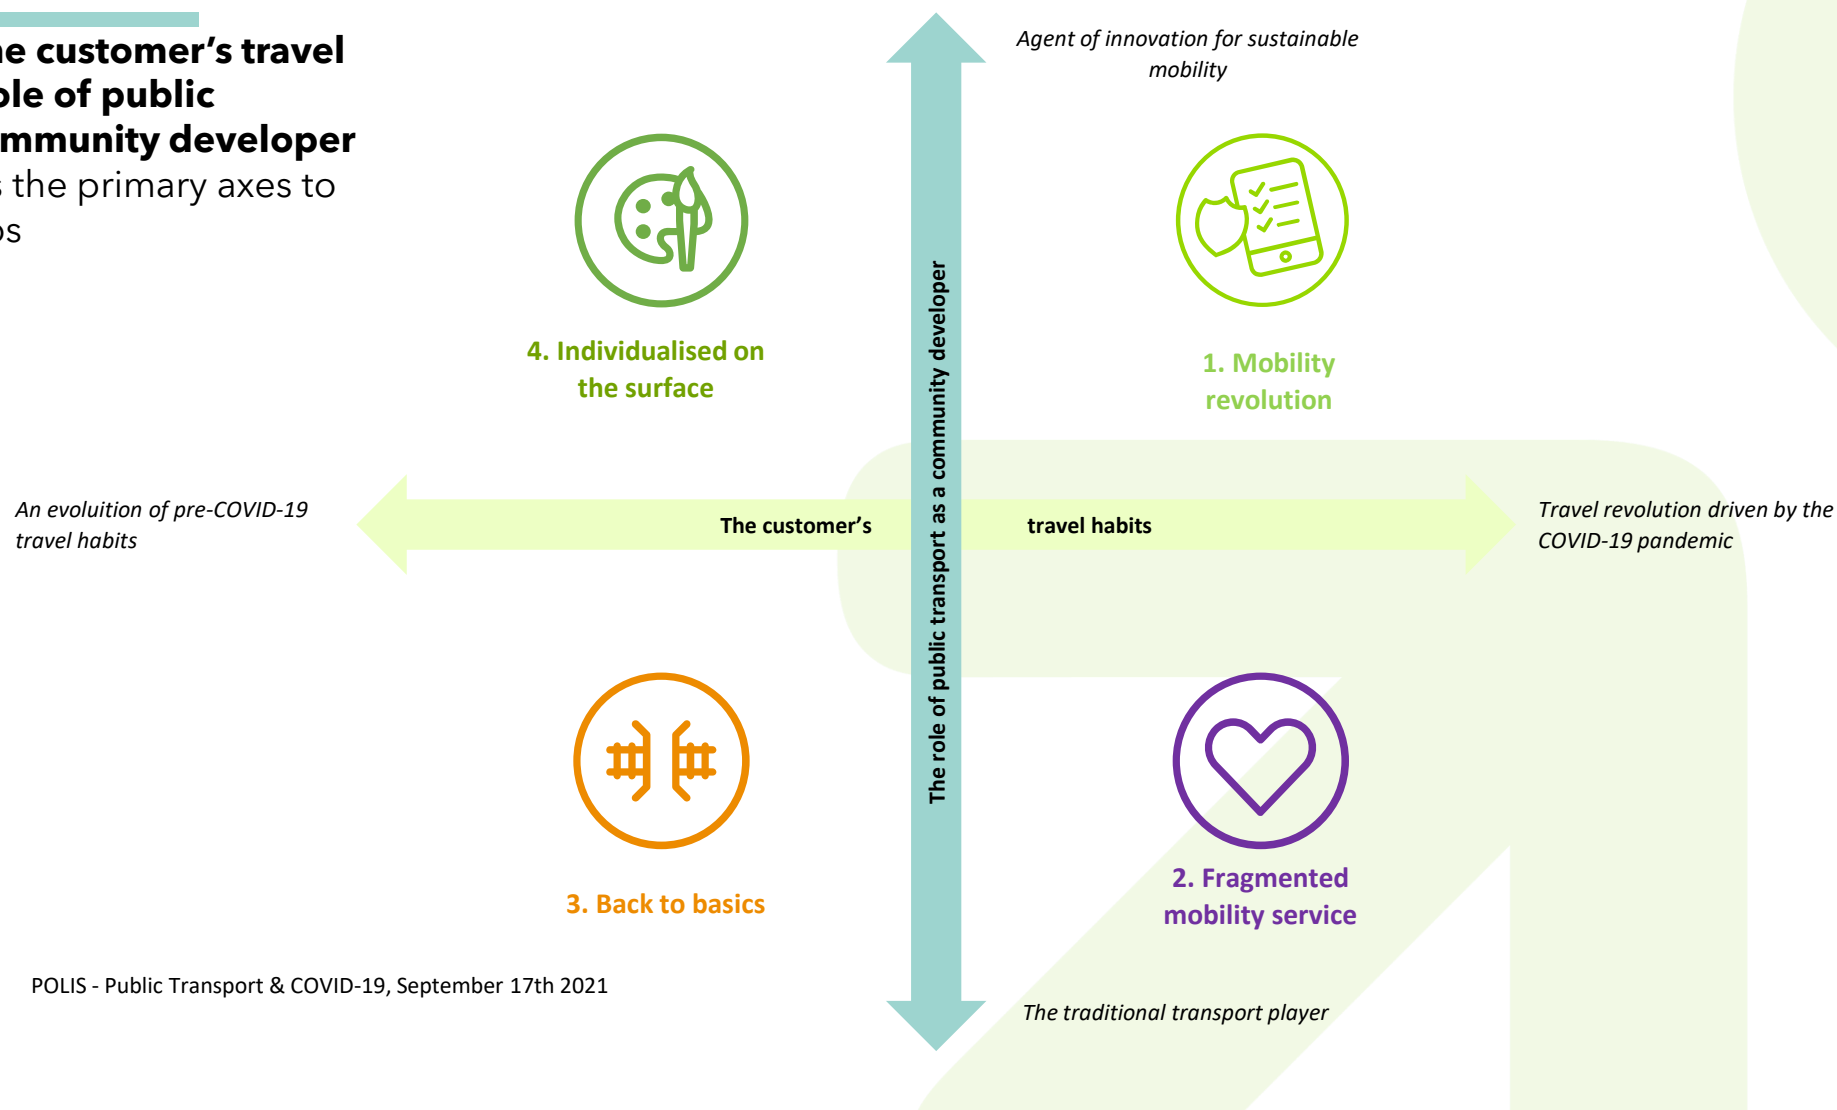 he customer’s travel
ole of public
mmunity developer
s the primary axes to
os
Agent of innovation for sustainable
mobility
4. Individualised on
the surface
1. Mobility
revolution
The role of public transport as a community developer
An evoluition of pre-COVID-19
travel habits
The customer’s travel habits
Travel revolution driven by the
COVID-19 pandemic
3. Back to basics
2. Fragmented
mobility service
POLIS - Public Transport & COVID-19, September 17th 2021
The traditional transport player